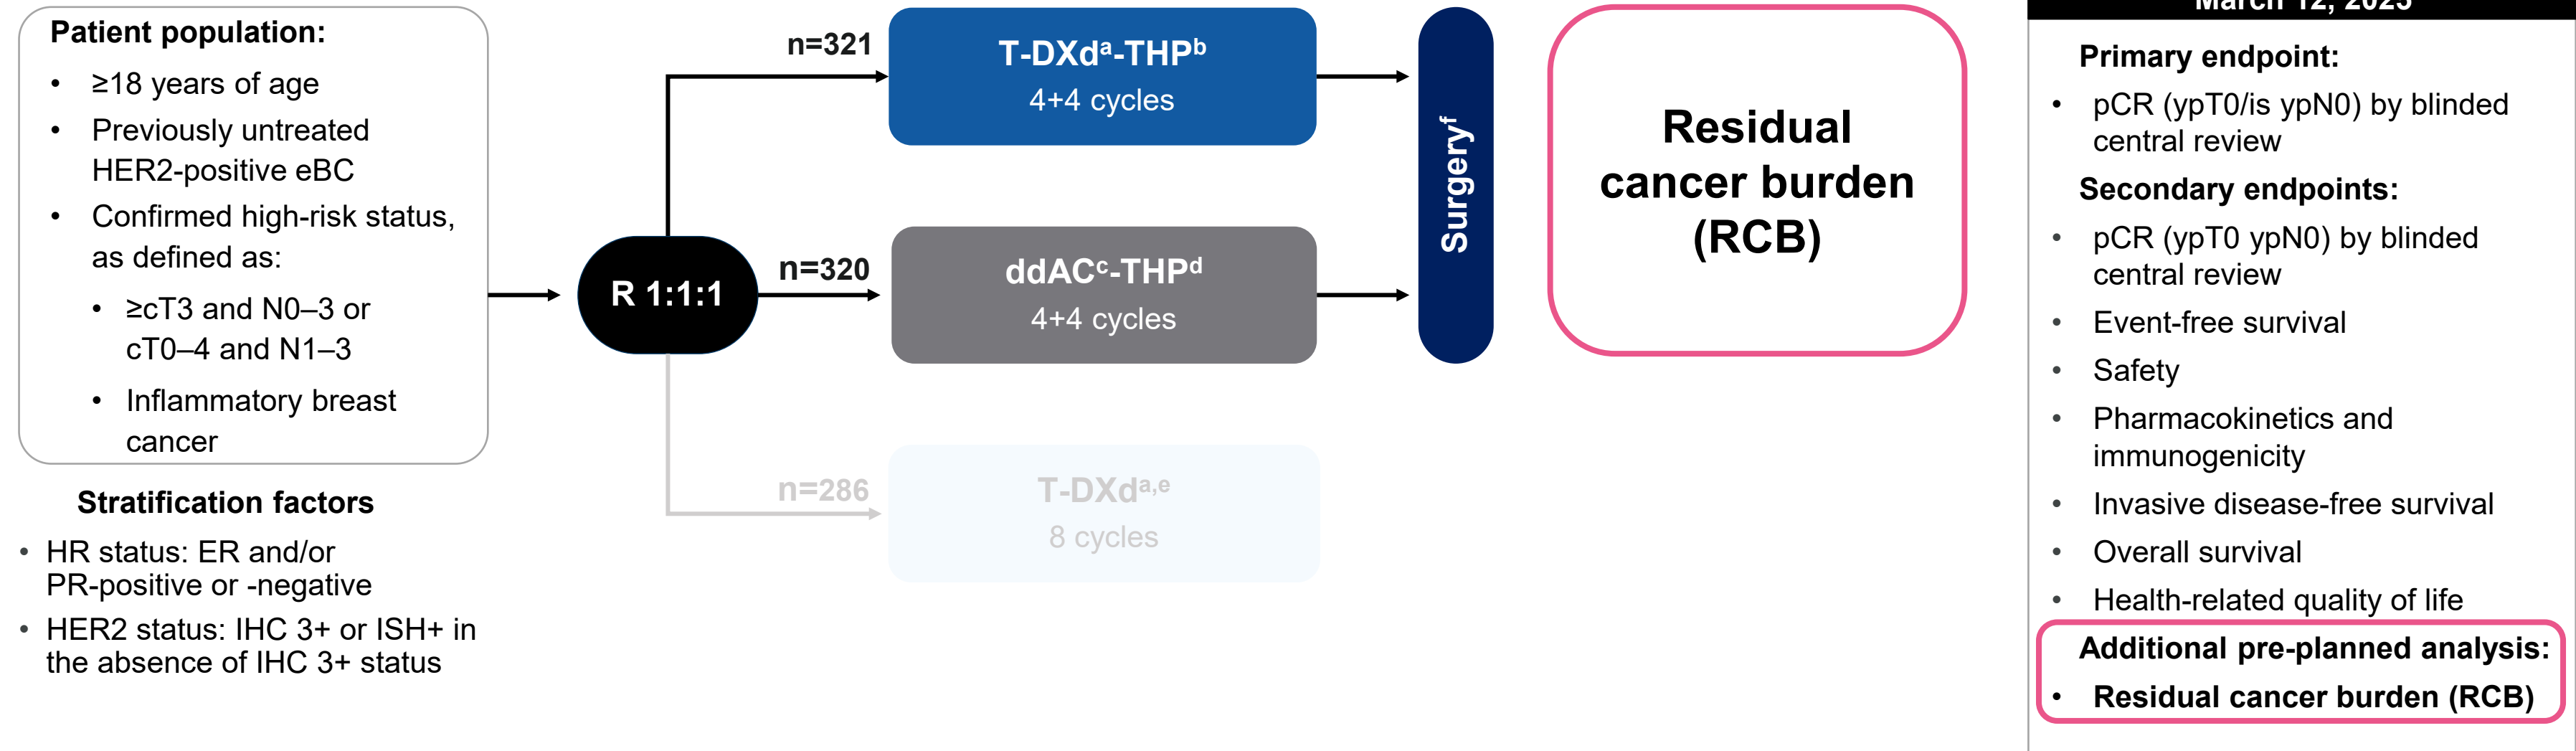 Patient population:
• ≥18 years of age
• Previously untreated
HER2-positive eBC
• Confirmed high-risk status,
as defined as:
• ≥cT3 and N0–3 or
cT0–4 and N1–3
• Inflammatory breast
cancer
Stratification factors
• HR status: ER and/or
PR-positive or -negative
• HER2 status: IHC 3+ or ISH+ in
the absence of IHC 3+ status
R 1:1:1
n=321
T-DXdᵃ-THPᵇ
4+4 cycles
n=320
ddACᶜ-THPᵈ
4+4 cycles
n=286
T-DXdᵃ,ᵉ
8 cycles
Surgeryᶠ
Residual
cancer burden
(RCB)
March 12, 2025
Primary endpoint:
• pCR (ypT0/is ypN0) by blinded
central review
Secondary endpoints:
• pCR (ypT0 ypN0) by blinded
central review
• Event-free survival
• Safety
• Pharmacokinetics and
immunogenicity
• Invasive disease-free survival
• Overall survival
• Health-related quality of life
Additional pre-planned analysis:
• Residual cancer burden (RCB)